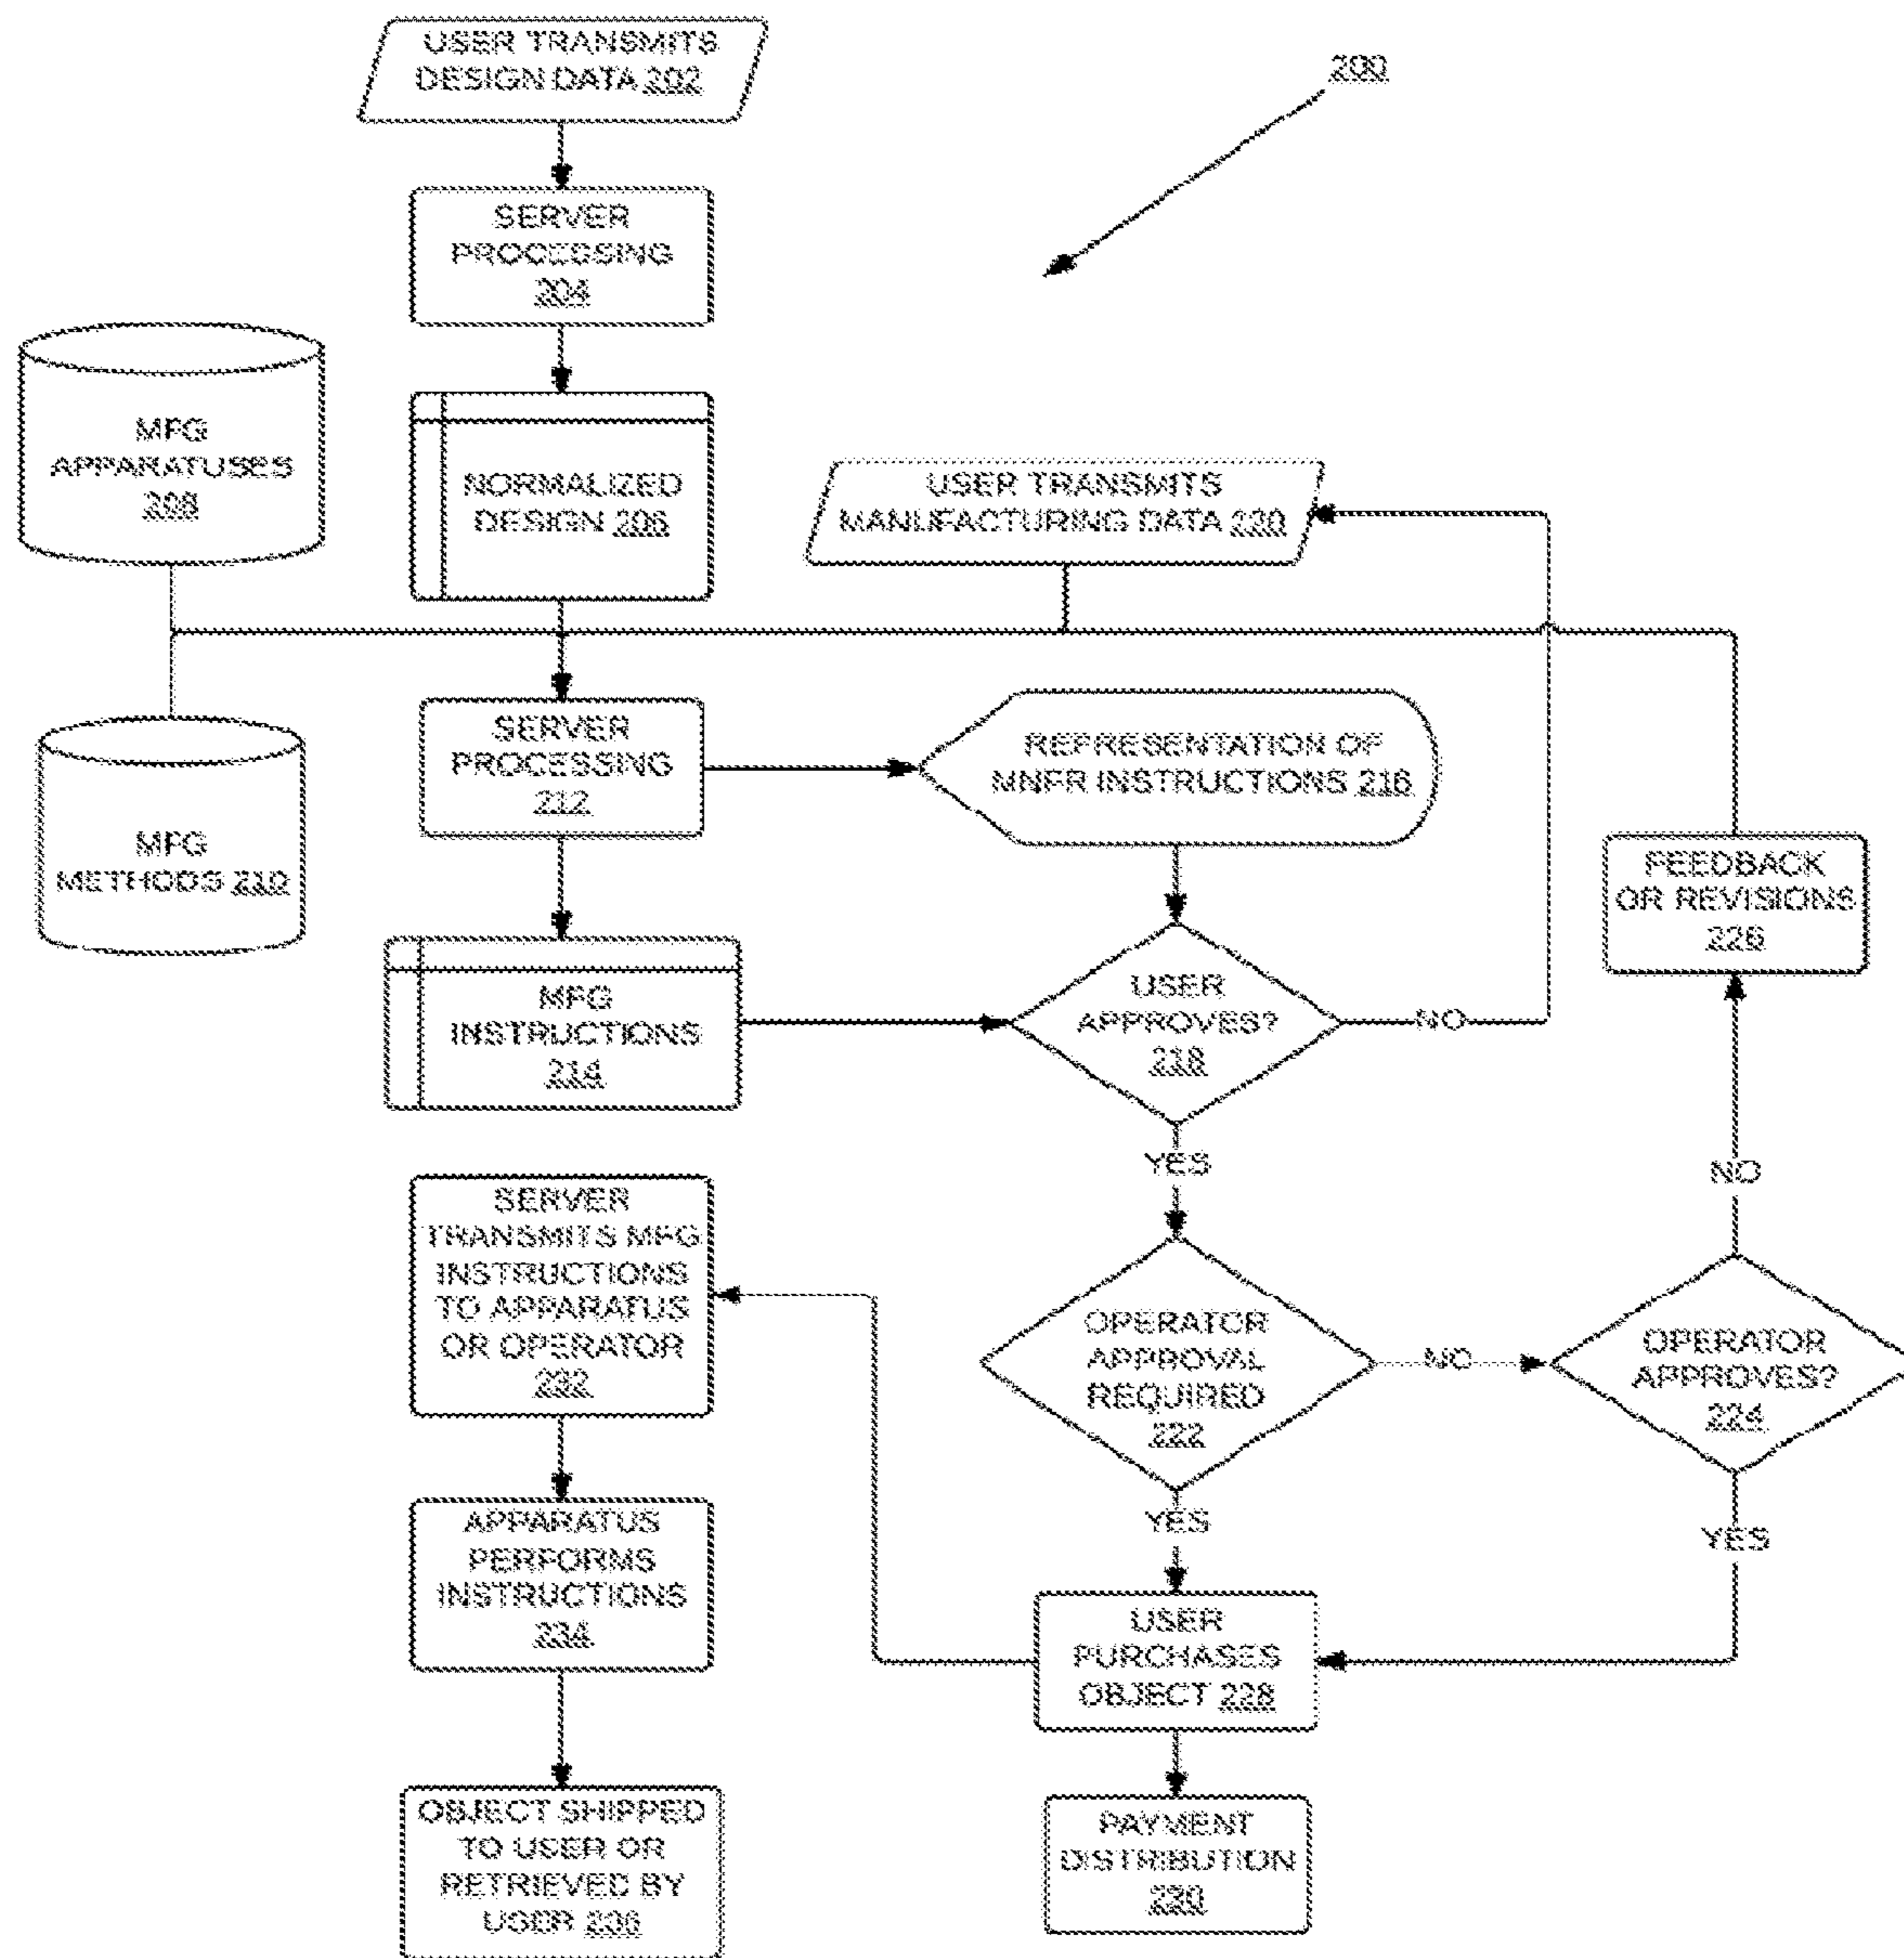 USER TRANSMITS
DESIGN DATA 202
200
SERVER
PROCESSING
204
MFG
APPARATUSES
208
NORMALIZED
DESIGN 206
USER TRANSMITS
MANUFACTURING DATA 220
SERVER
PROCESSING
212
REPRESENTATION OF
MNFR INSTRUCTIONS 216
MFG
METHODS 210
FEEDBACK
OR REVISIONS
226
MFG
INSTRUCTIONS
214
USER
APPROVES?
218
NO
YES
NO
SERVER
TRANSMITS MFG
INSTRUCTIONS
TO APPARATUS
OR OPERATOR
232
OPERATOR
APPROVAL
REQUIRED
222
NO
OPERATOR
APPROVES?
224
YES
YES
APPARATUS
PERFORMS
INSTRUCTIONS
234
USER
PURCHASES
OBJECT 228
OBJECT SHIPPED
TO USER OR
RETRIEVED BY
USER 236
PAYMENT
DISTRIBUTION
230